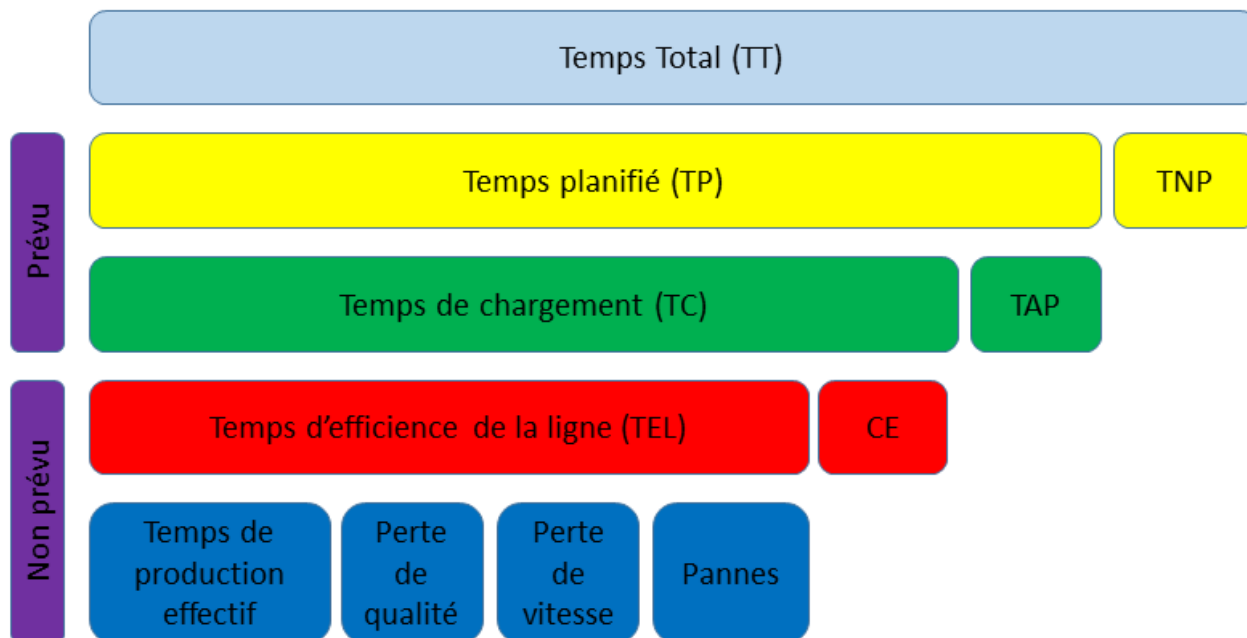 Temps Total (TT)
Prévu
Temps planifié (TP)
TNP
Temps de chargement (TC)
TAP
Non prévu
Temps d’efficience de la ligne (TEL)
CE
Temps de
production
effectif
Perte
de
qualité
Perte
de
vitesse
Pannes